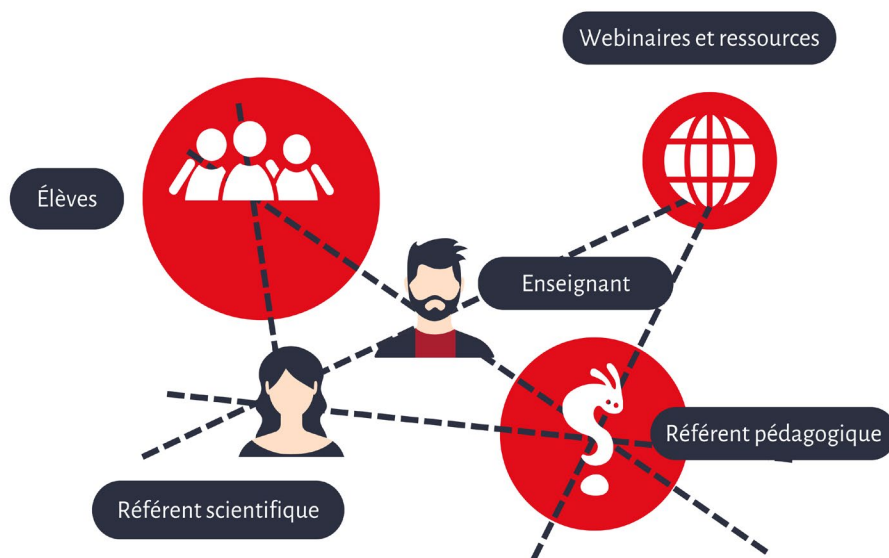 Webinaires et ressources
Élèves
Enseignant
Référent pédagogique
Référent scientifique